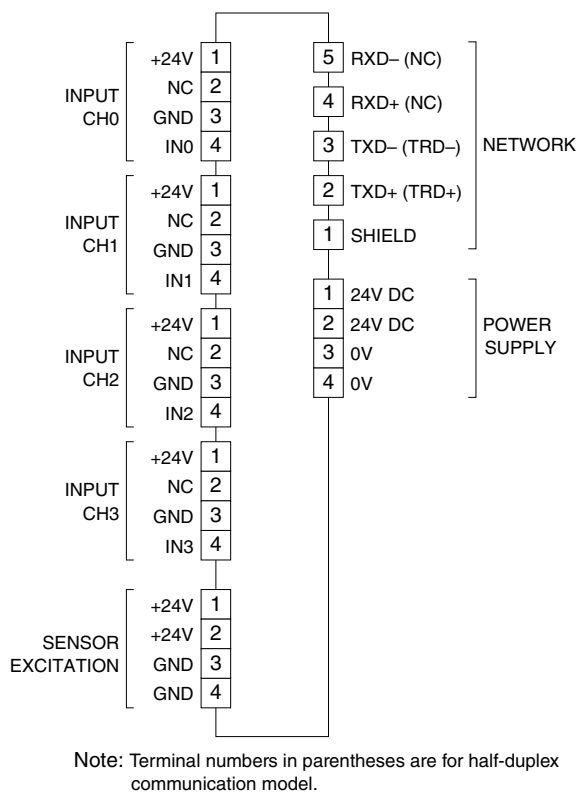 INPUT
CH0
+24V 1
NC 2
GND 3
IN0 4
INPUT
CH1
+24V 1
NC 2
GND 3
IN1 4
INPUT
CH2
+24V 1
NC 2
GND 3
IN2 4
INPUT
CH3
+24V 1
NC 2
GND 3
IN3 4
SENSOR
EXCITATION
+24V 1
+24V 2
GND 3
GND 4
5 RXD– (NC)
4 RXD+ (NC)
3 TXD– (TRD–)
2 TXD+ (TRD+)
1 SHIELD
NETWORK
1 24V DC
2 24V DC
3 0V
4 0V
POWER
SUPPLY
Note: Terminal numbers in parentheses are for half-duplex
communication model.